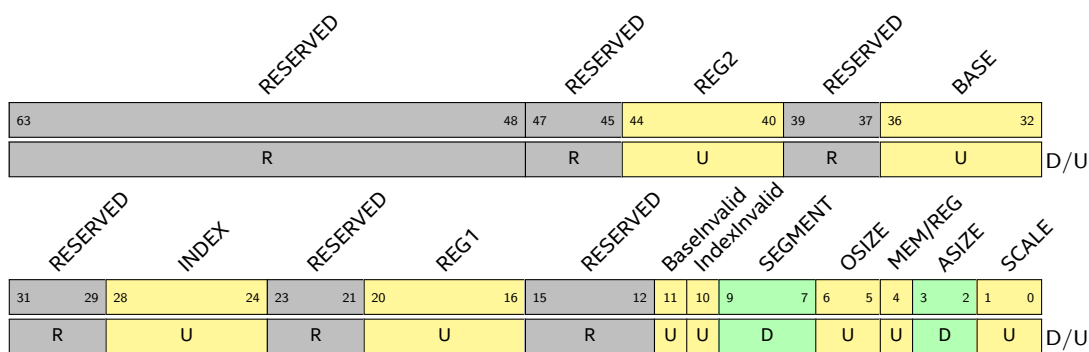 RESERVED RESERVED REG2 RESERVED BASE
63 48 47 45 44 40 39 37 36 32
R R U R U D/U
RESERVED INDEX RESERVED REG1 RESERVED BaseInvalid IndexInvalid SEGMENT OSIZE MEM/REG ASIZE SCALE
31 29 28 24 23 21 20 16 15 12 11 10 9 7 6 5 4 3 2 1 0
R U R U R U U D U U D U D/U